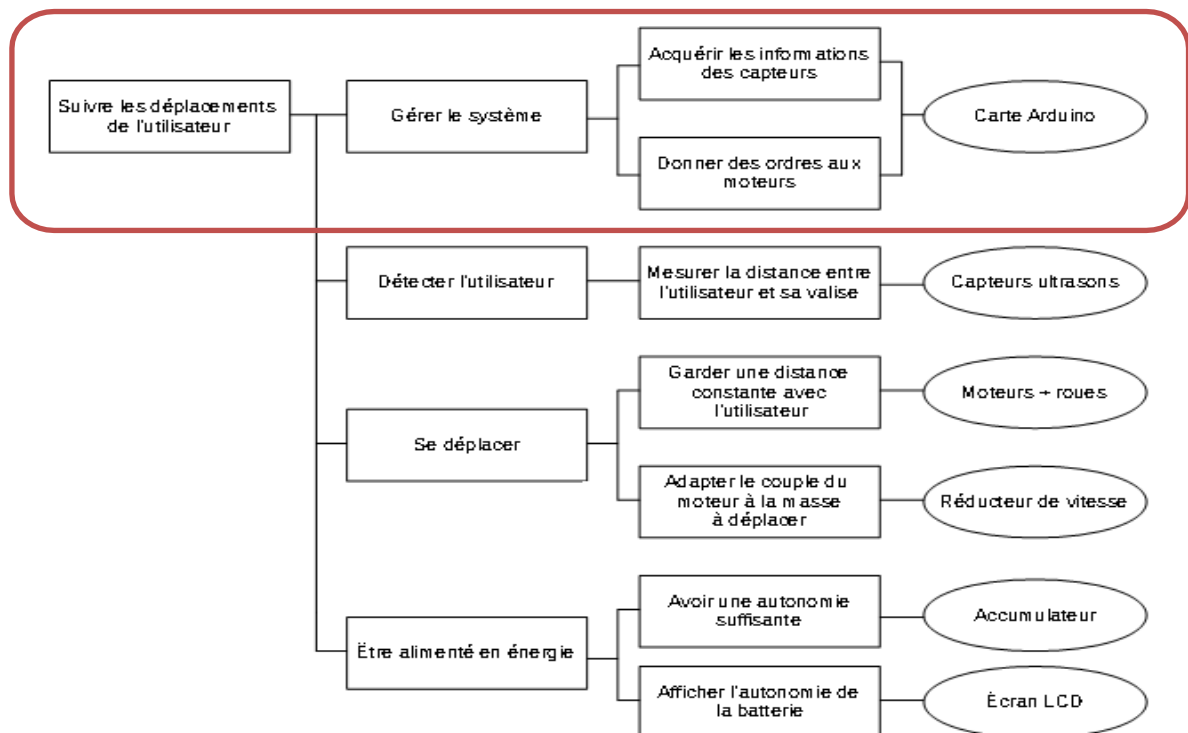 Suivre les déplacements
de l'utilisateur
Gérer le système
Acquérir les informations
des capteurs
Donner des ordres aux
moteurs
Carte Arduino
Détecter l'utilisateur
Mesurer la distance entre
l'utilisateur et sa valise
Capteurs ultrasons
Se déplacer
Garder une distance
constante avec
l'utilisateur
Moteurs + roues
Adapter le couple du
moteur à la masse
à déplacer
Réducteur de vitesse
Être alimenté en énergie
Avoir une autonomie
suffisante
Accumulateur
Afficher l'autonomie de
la batterie
Écran LCD